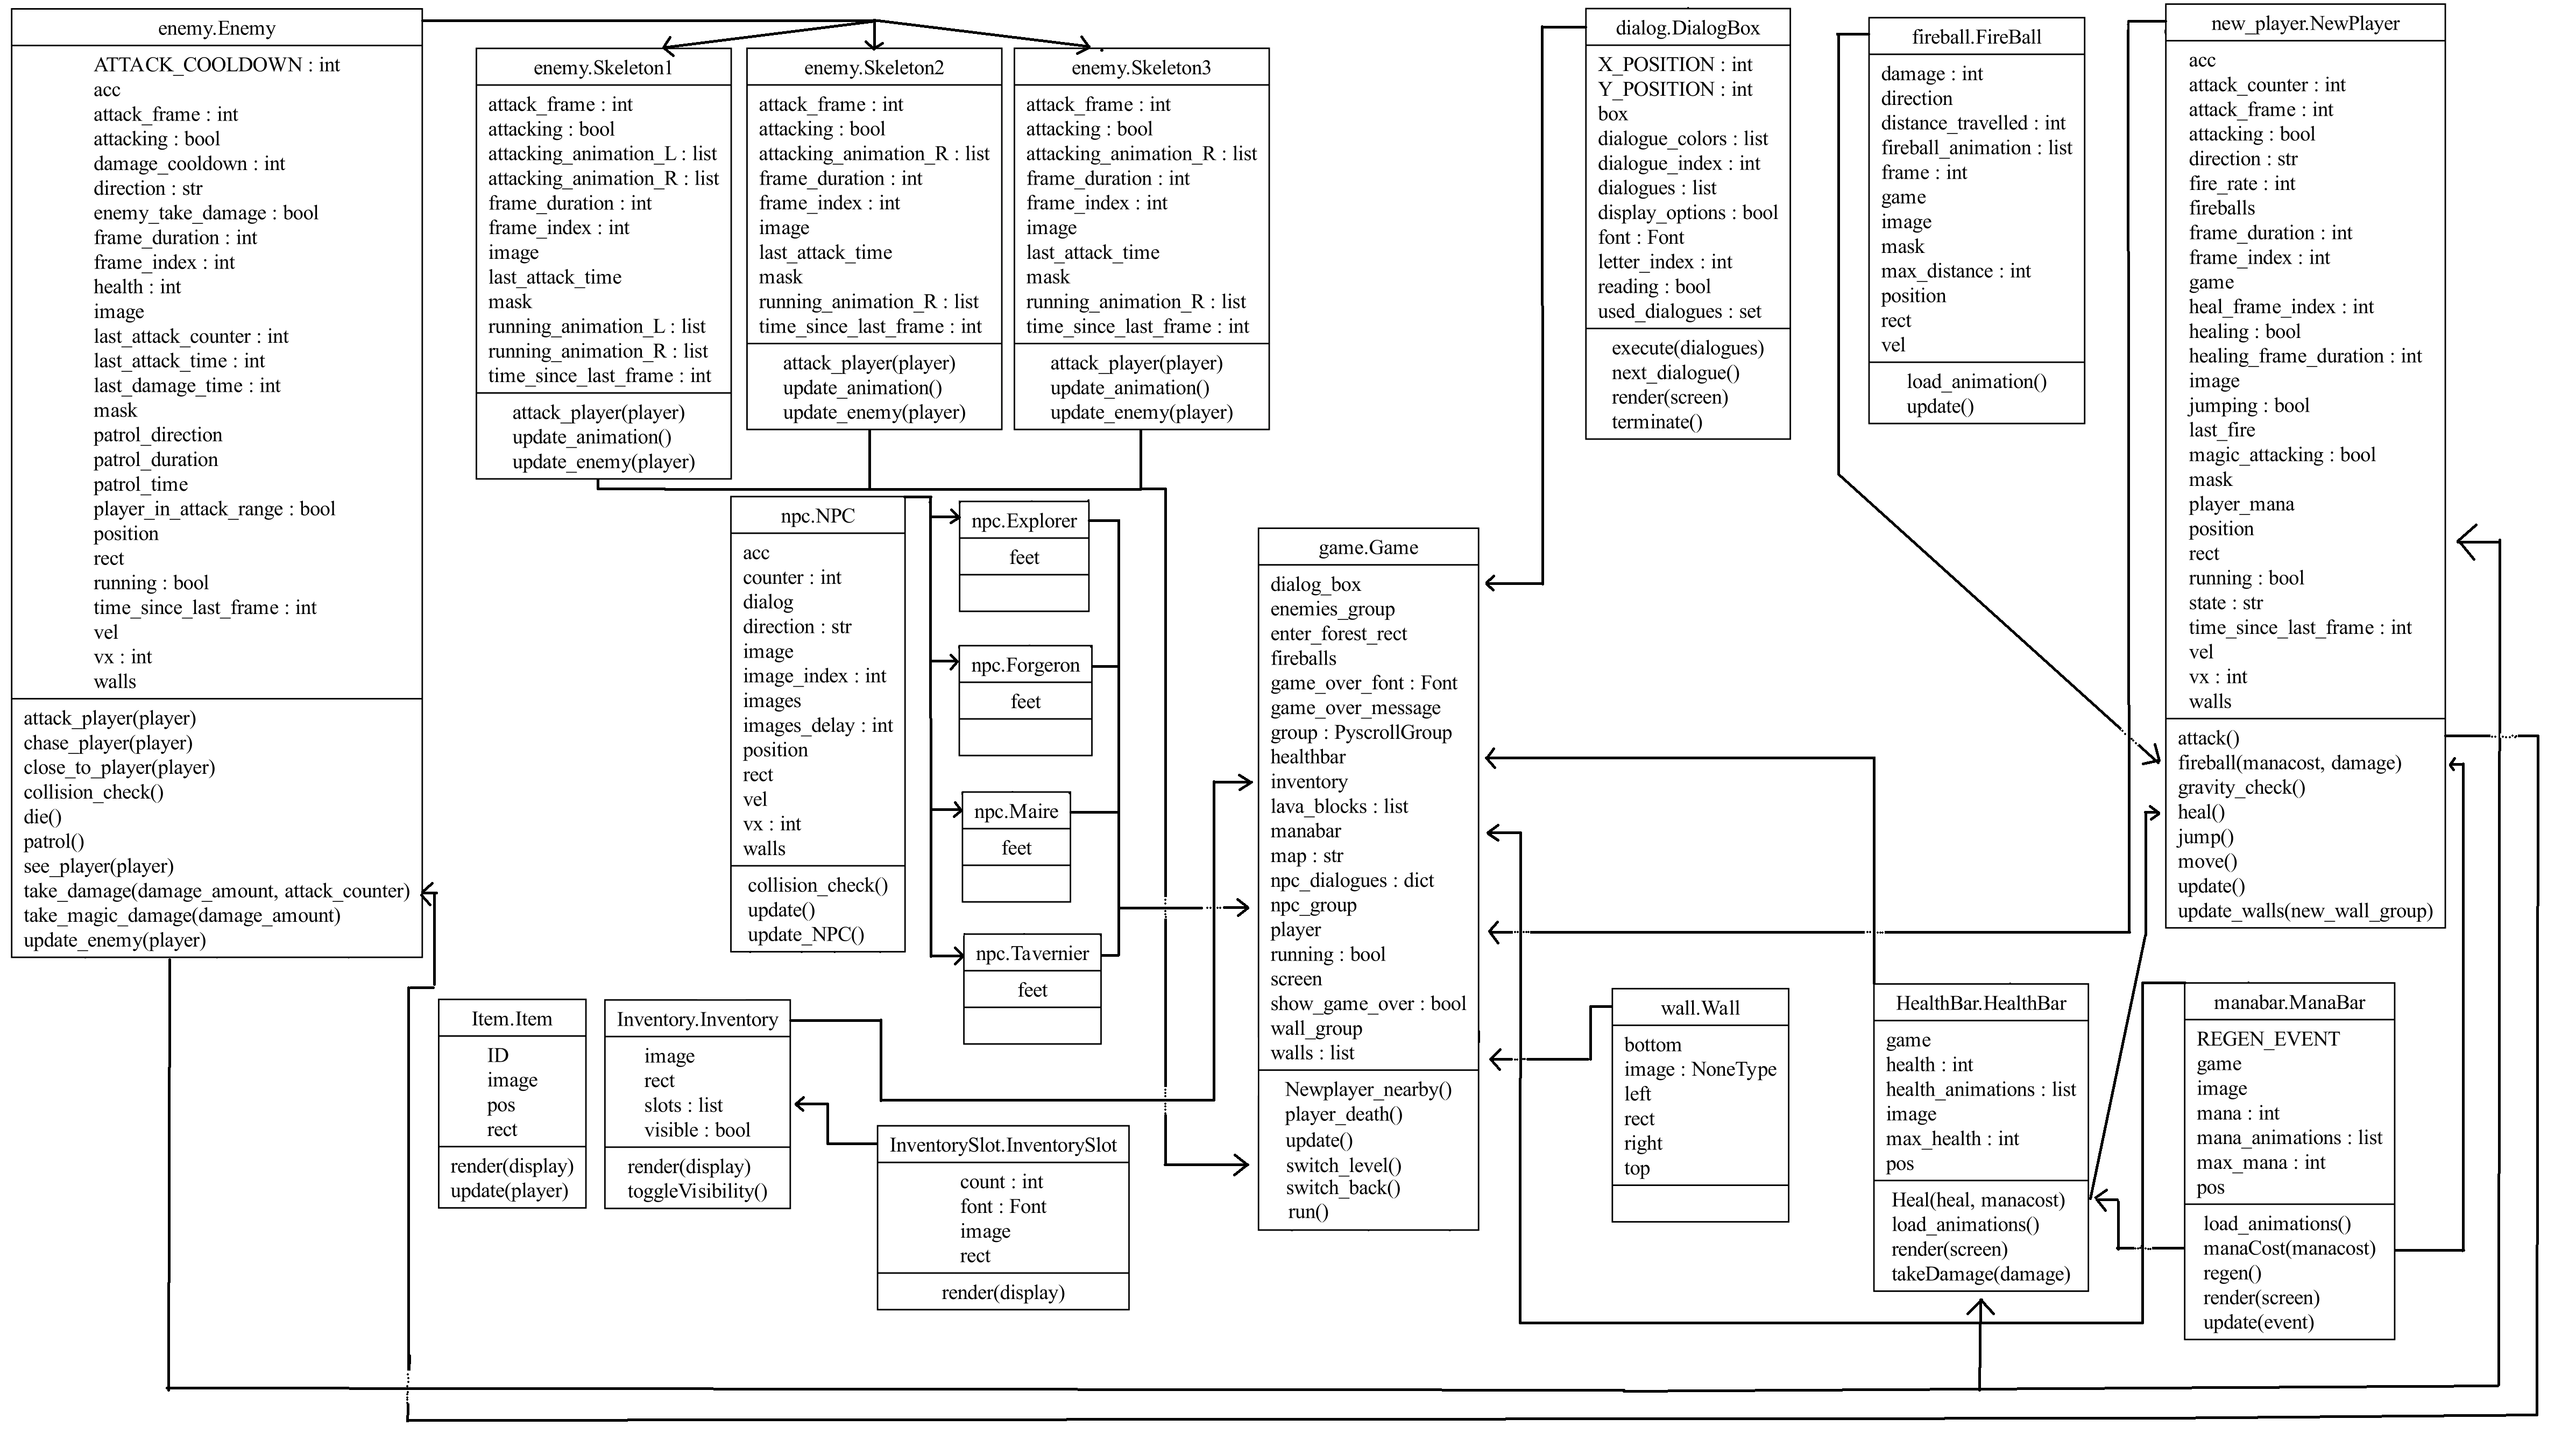 enemy.Enemy
ATTACK_COOLDOWN : int
acc
attack_frame : int
attacking : bool
damage_cooldown : int
direction : str
enemy_take_damage : bool
frame_duration : int
frame_index : int
health : int
image
last_attack_counter : int
last_attack_time : int
last_damage_time : int
mask
patrol_direction
patrol_duration
patrol_time
player_in_attack_range : bool
position
rect
running : bool
time_since_last_frame : int
vel
vx : int
walls
attack_player(player)
chase_player(player)
close_to_player(player)
collision_check()
die()
patrol()
see_player(player)
take_damage(damage_amount, attack_counter)
take_magic_damage(damage_amount)
update_enemy(player)
enemy.Skeleton1
attack_frame : int
attacking : bool
attacking_animation_L : list
attacking_animation_R : list
frame_duration : int
frame_index : int
image
last_attack_time
mask
running_animation_L : list
running_animation_R : list
time_since_last_frame : int
attack_player(player)
update_animation()
update_enemy(player)
enemy.Skeleton2
attack_frame : int
attacking : bool
attacking_animation_R : list
frame_duration : int
frame_index : int
image
last_attack_time
mask
running_animation_R : list
time_since_last_frame : int
attack_player(player)
update_animation()
update_enemy(player)
enemy.Skeleton3
attack_frame : int
attacking : bool
attacking_animation_R : list
frame_duration : int
frame_index : int
image
last_attack_time
mask
running_animation_R : list
time_since_last_frame : int
attack_player(player)
update_animation()
update_enemy(player)
dialog.DialogBox
X_POSITION : int
Y_POSITION : int
box
dialogue_colors : list
dialogue_index : int
dialogues : list
display_options : bool
font : Font
letter_index : int
reading : bool
used_dialogues : set
execute(dialogues)
next_dialogue()
render(screen)
terminate()
fireball.FireBall
damage : int
direction
distance_travelled : int
fireball_animation : list
frame : int
game
image
mask
max_distance : int
position
rect
vel
load_animation()
update()
new_player.NewPlayer
acc
attack_counter : int
attack_frame : int
attacking : bool
direction : str
fire_rate : int
fireballs
frame_duration : int
frame_index : int
game
heal_frame_index : int
healing : bool
healing_frame_duration : int
image
jumping : bool
last_fire
magic_attacking : bool
mask
player_mana
position
rect
running : bool
state : str
time_since_last_frame : int
vel
vx : int
walls
attack()
fireball(manacost, damage)
gravity_check()
heal()
jump()
move()
update()
update_walls(new_wall_group)
npc.NPC
acc
counter : int
dialog
direction : str
image
image_index : int
images
images_delay : int
position
rect
vel
vx : int
walls
collision_check()
update()
update_NPC()
npc.Explorer
feet
npc.Forgeron
feet
npc.Maire
feet
npc.Tavernier
feet
game.Game
dialog_box
enemies_group
enter_forest_rect
fireballs
game_over_font : Font
game_over_message
group : PyscrollGroup
healthbar
inventory
lava_blocks : list
manabar
map : str
npc_dialogues : dict
npc_group
player
running : bool
screen
show_game_over : bool
wall_group
walls : list
Newplayer_nearby()
player_death()
update()
switch_level()
switch_back()
run()
Item.Item
ID
image
pos
rect
render(display)
update(player)
Inventory.Inventory
image
rect
slots : list
visible : bool
render(display)
toggleVisibility()
InventorySlot.InventorySlot
count : int
font : Font
image
rect
render(display)
wall.Wall
bottom
image : NoneType
left
rect
right
top
HealthBar.HealthBar
game
health : int
health_animations : list
image
max_health : int
pos
Heal(heal, manacost)
load_animations()
render(screen)
takeDamage(damage)
manabar.ManaBar
REGEN_EVENT
game
image
mana : int
mana_animations : list
max_mana : int
pos
load_animations()
manaCost(manacost)
regen()
render(screen)
update(event)